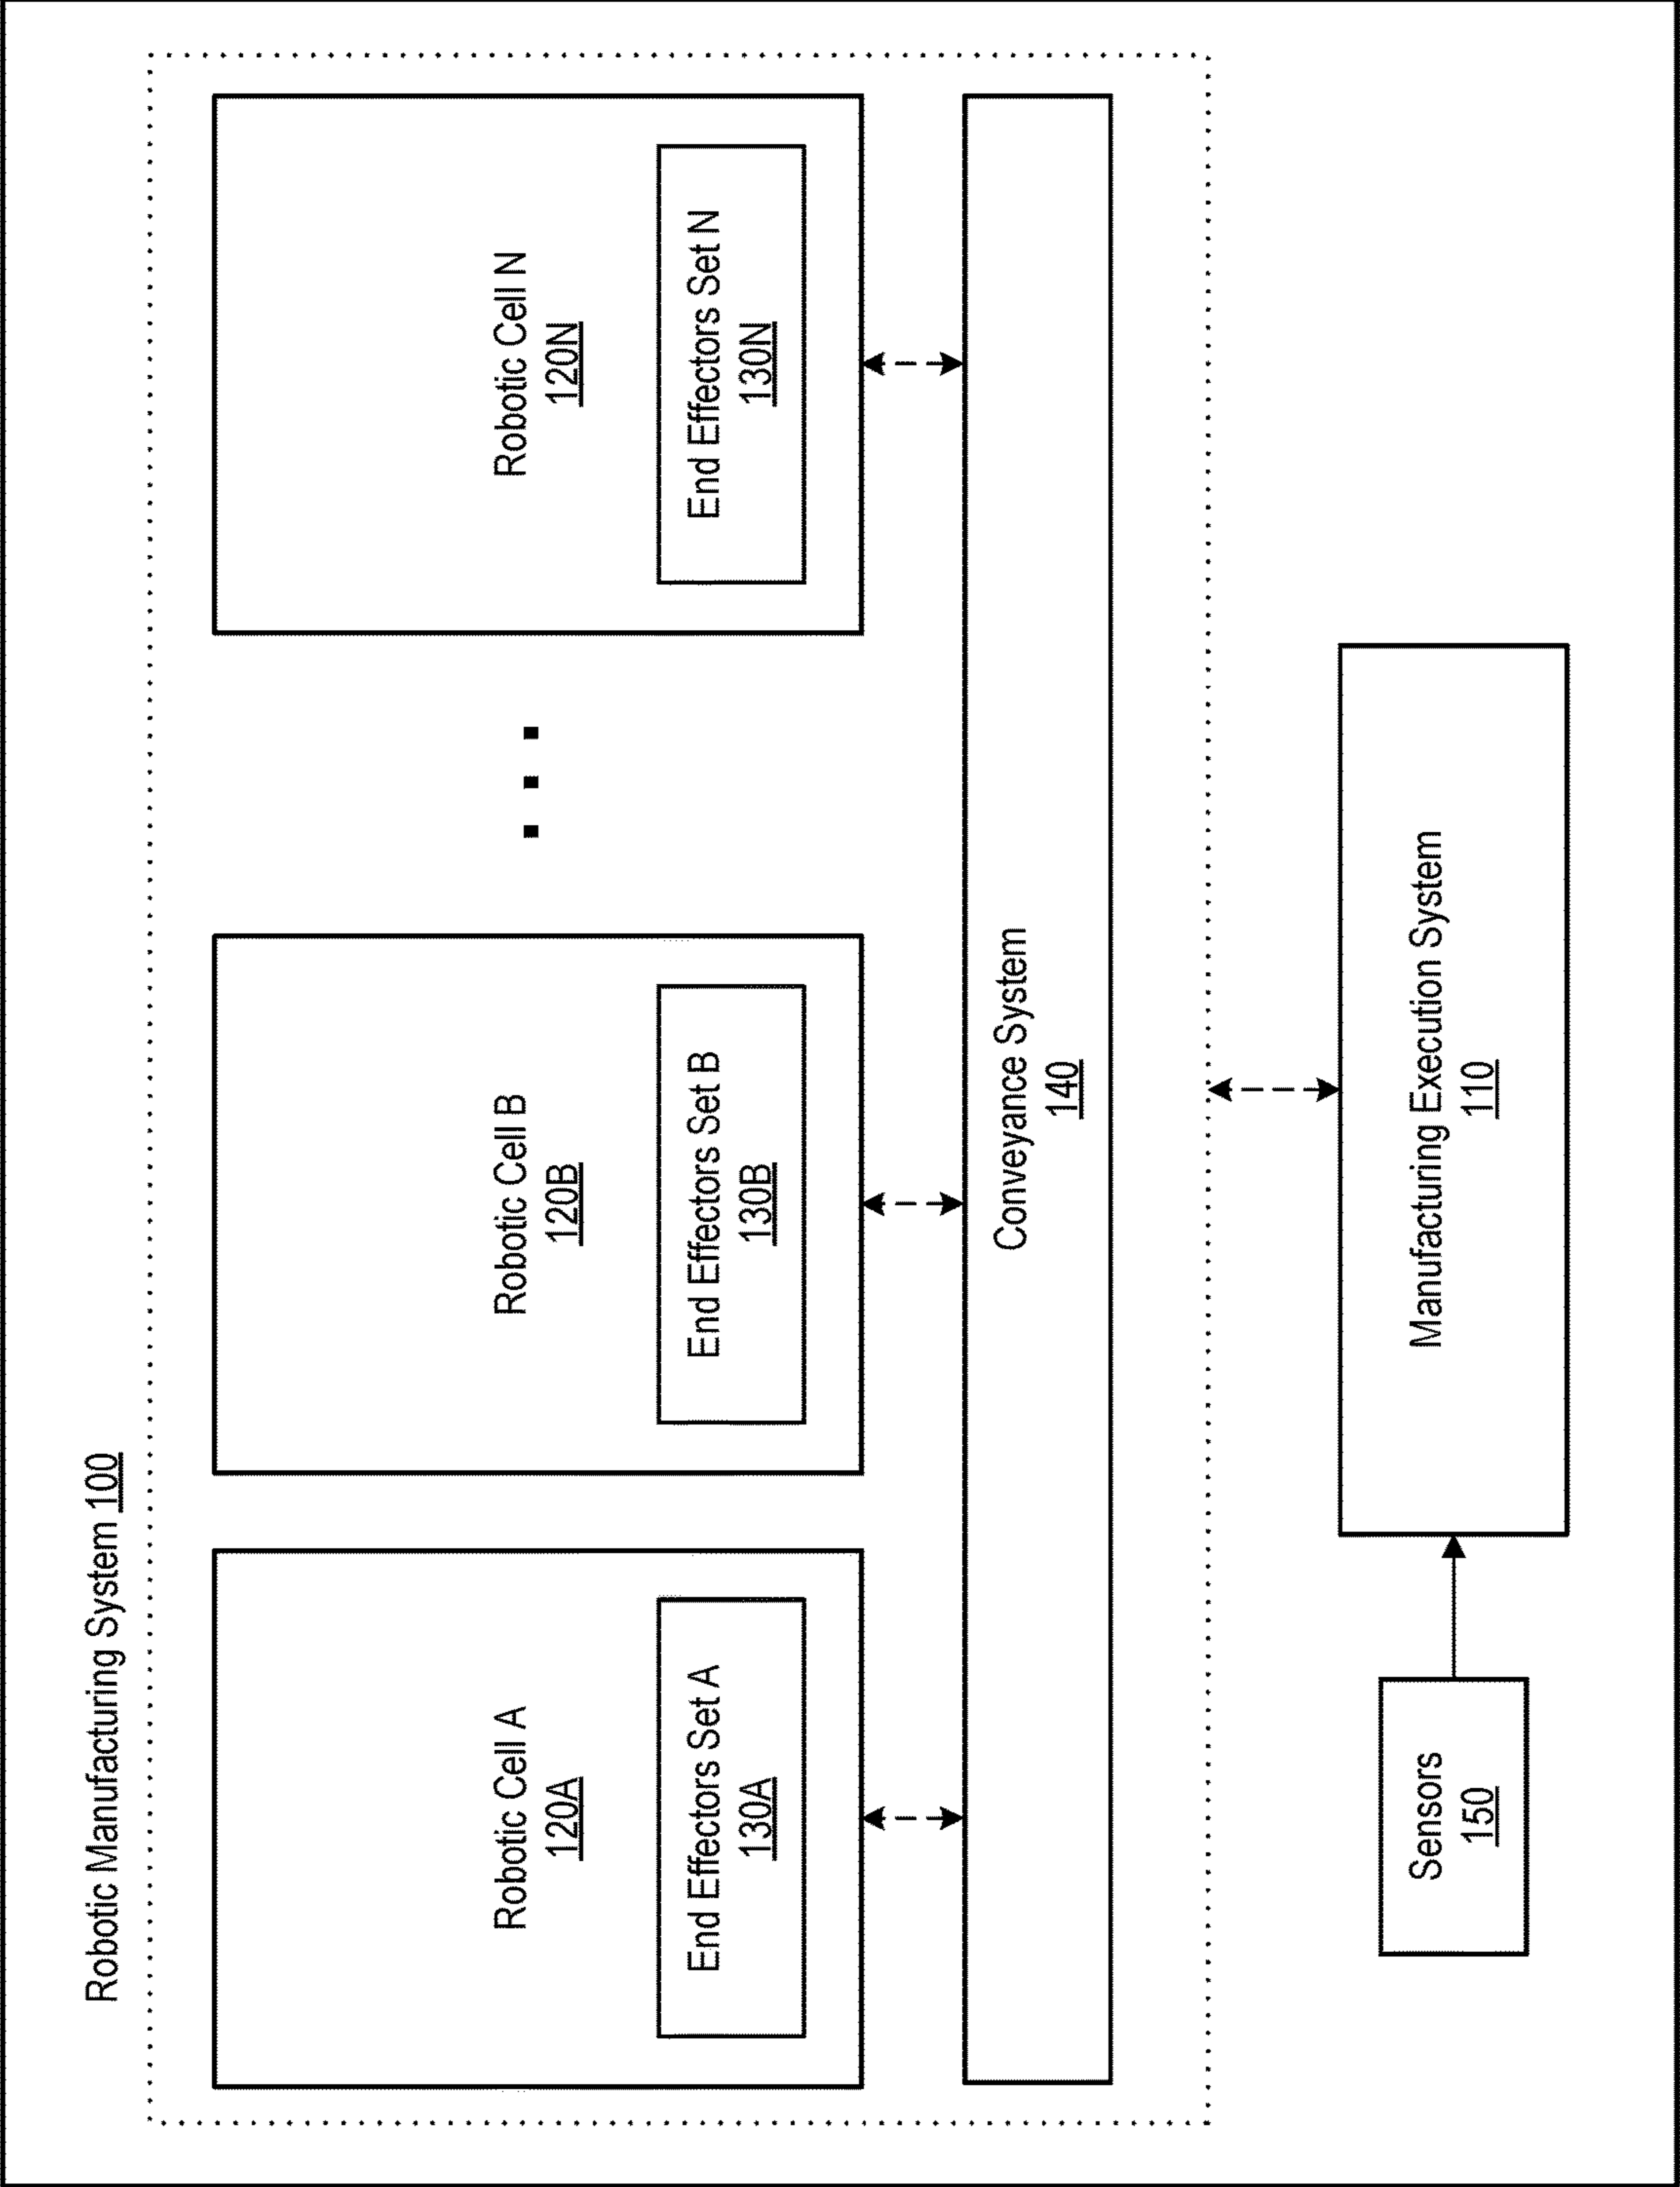 Robotic Manufacturing System 100
Robotic Cell A
120A
End Effectors Set A
130A
Robotic Cell B
120B
End Effectors Set B
130B
Robotic Cell N
120N
End Effectors Set N
130N
Conveyance System
140
Sensors
150
Manufacturing Execution System
110